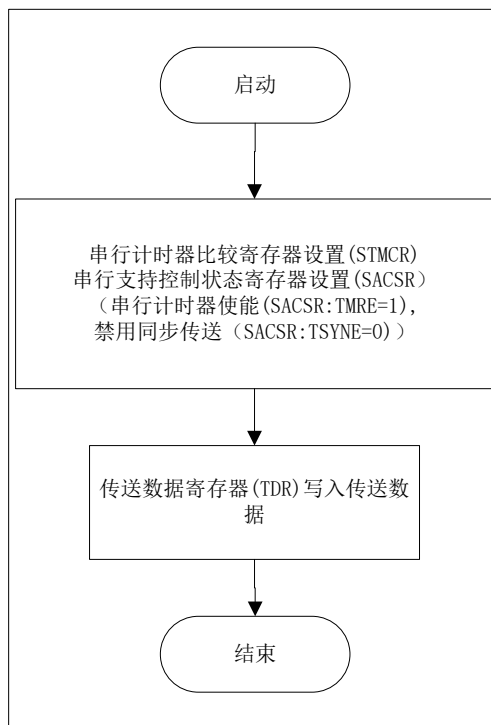 启动
串行计时器比较寄存器设置(STMCR)
串行支持控制状态寄存器设置(SACSR）
（串行计时器使能(SACSR:TMRE=1),
禁用同步传送（SACSR:TSYNE=0)）
传送数据寄存器(TDR)写入传送数
据
结束